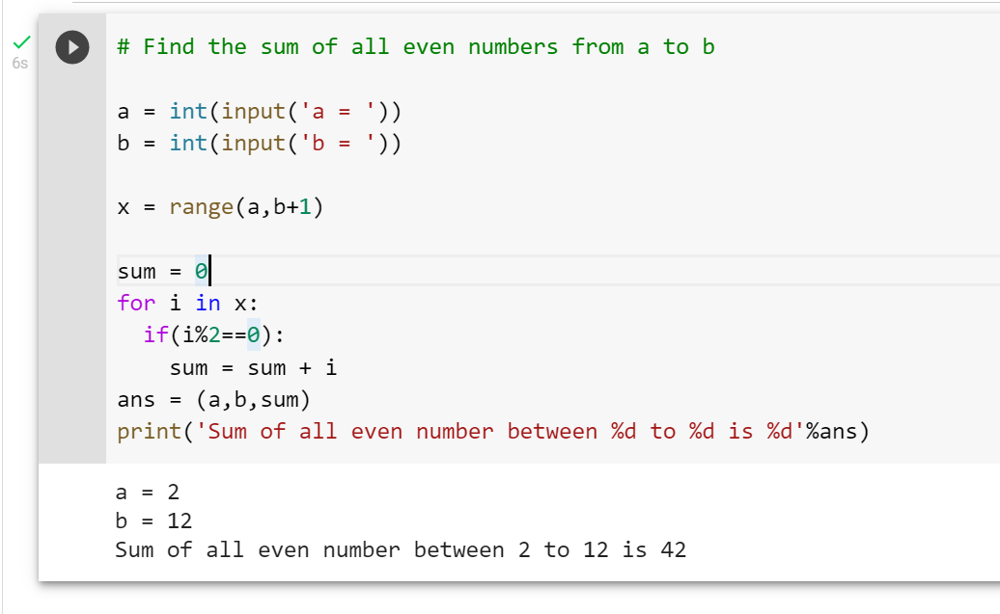 6s
# Find the sum of all even numbers from a to b
a = int(input('a = '))
b = int(input('b = '))
x = range(a,b+1)
sum = 0
for i in x:
  if(i%2==0):
    sum = sum + i
ans = (a,b,sum)
print('Sum of all even number between %d to %d is %d'%ans)
a = 2
b = 12
Sum of all even number between 2 to 12 is 42